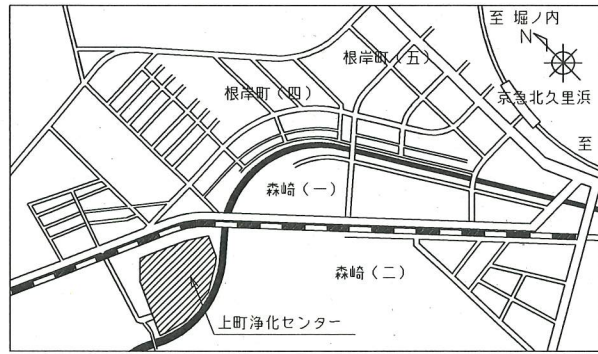 至 堀ノ内
N
根岸町(五)
根岸町(四)
京急北久里浜
至
森崎(一)
森崎(二)
上町浄化センター